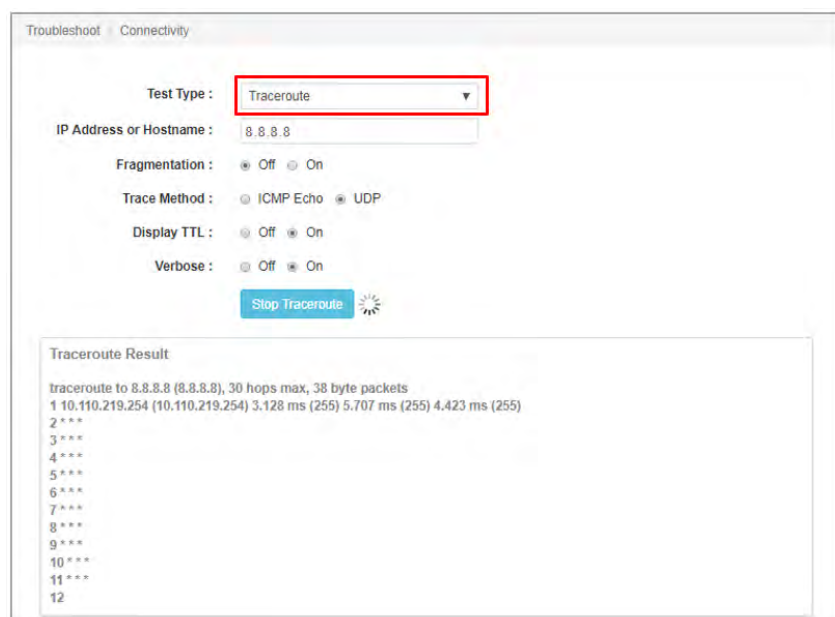 Troubleshoot Connectivity
Test Type : Traceroute
IP Address or Hostname : 8.8.8.8
Fragmentation : Off On
Trace Method : ICMP Echo UDP
Display TTL : Off On
Verbose : Off On
Stop Traceroute
Traceroute Result
traceroute to 8.8.8.8 (8.8.8.8), 30 hops max, 38 byte packets
1 10.110.219.254 (10.110.219.254) 3.128 ms (255) 5.707 ms (255) 4.423 ms (255)
2 * * *
3 * * *
4 * * *
5 * * *
6 * * *
7 * * *
8 * * *
9 * * *
10 * * *
11 * * *
12